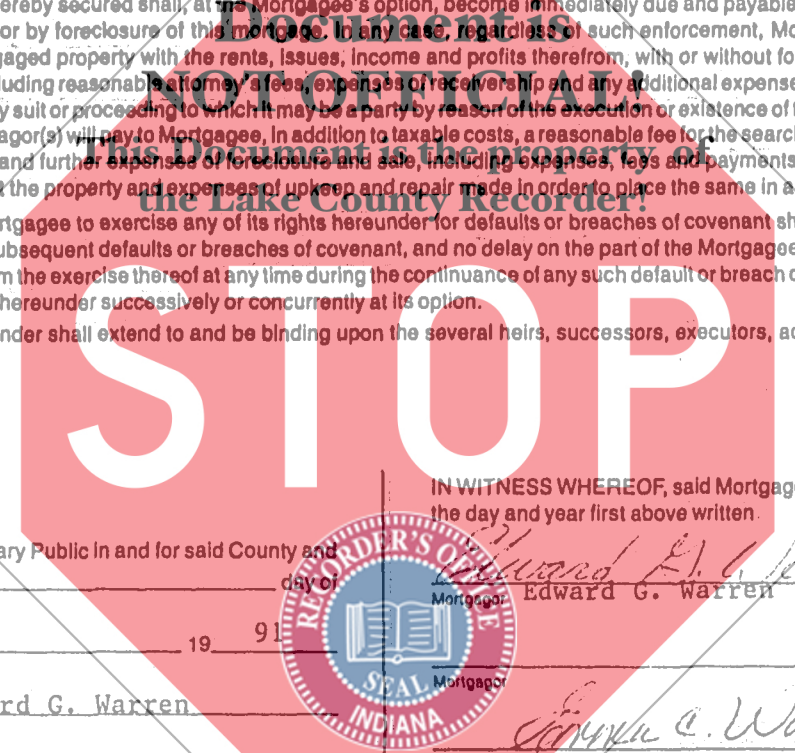 ereby secured shall, at the Mortgagee's option, become immediately due and payable
Document is
or by foreclosure of this mortgage. In any case, regardless of such enforcement, Mo
gaged property with the rents, issues, income and profits therefrom, with or without fo
NOT OFFICIAL!
luding reasonable attorney's fees, expenses of receivership and any additional expense
y suit or proceeding to which it may be a party by reason of the execution or existence of
agor(s) will pay to Mortgagee, in addition to taxable costs, a reasonable fee for the search
This Document is the property of
and further expenses of foreclosure and sale, including expenses, fees and payments
t the property and expenses of upkeep and repair made in order to place the same in a
the Lake County Recorder!
rtgagee to exercise any of its rights hereunder for defaults or breaches of covenant sh
ubsequent defaults or breaches of covenant, and no delay on the part of the Mortgagee
m the exercise thereof at any time during the continuance of any such default or breach o
hereunder successively or concurrently at its option.
nder shall extend to and be binding upon the several heirs, successors, executors, ad
STOP
IN WITNESS WHEREOF, said Mortgag
the day and year first above written
ary Public in and for said County and
day of
Edward G. W
Mortgagor Edward G. Warren
19 91
RECORDER'S OFFICE
SEAL
INDIANA
Mortgagor
rd G. Warren
C. Wa